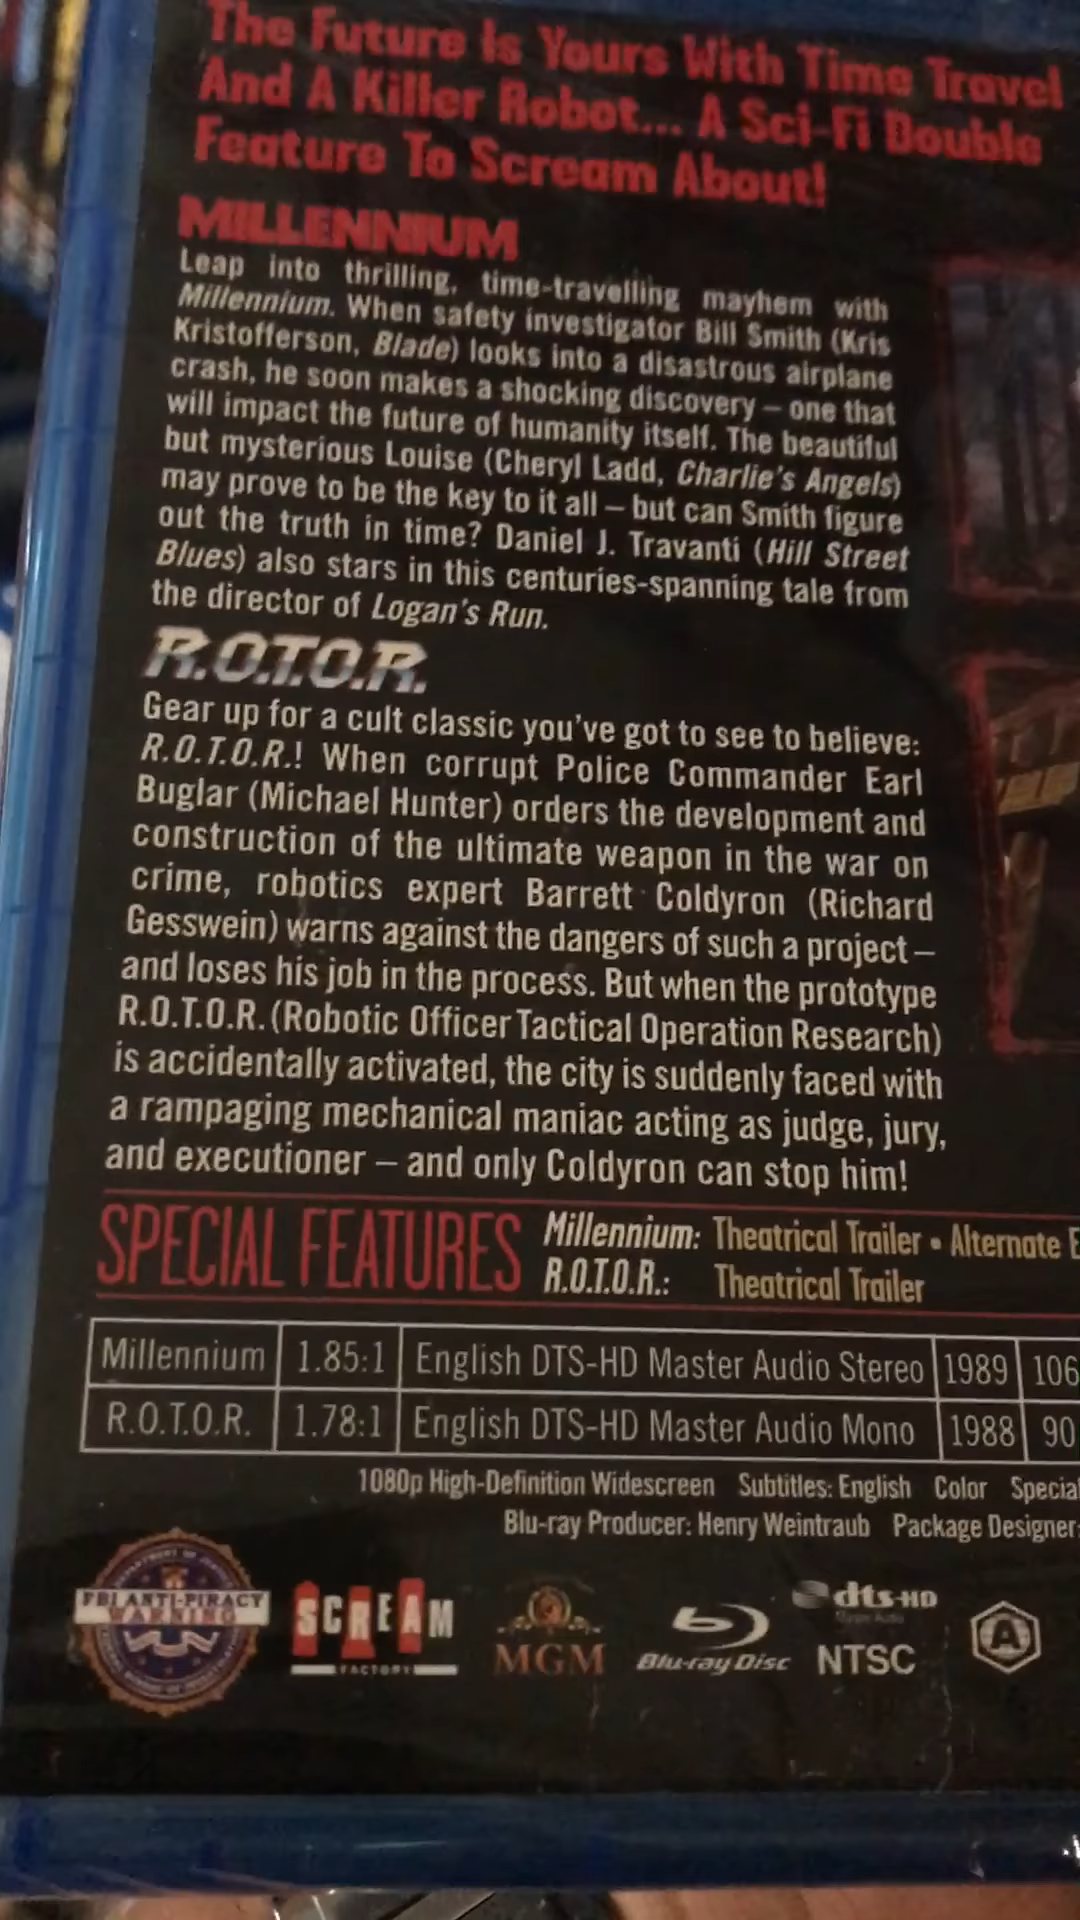 The Future Is Yours With Time Travel
And A Killer Robot... A Sci-Fi Double
Feature To Scream About!
MILLENNIUM
Leap into thrilling, time-travelling mayhem with
Millennium. When safety investigator Bill Smith (Kris
Kristofferson, Blade) looks into a disastrous airplane
crash, he soon makes a shocking discovery – one that
will impact the future of humanity itself. The beautiful
but mysterious Louise (Cheryl Ladd, Charlie's Angels)
may prove to be the key to it all – but can Smith figure
out the truth in time? Daniel J. Travanti (Hill Street
Blues) also stars in this centuries-spanning tale from
the director of Logan's Run.
R.O.T.O.R.
Gear up for a cult classic you've got to see to believe:
R.O.T.O.R.! When corrupt Police Commander Earl
Buglar (Michael Hunter) orders the development and
construction of the ultimate weapon in the war on
crime, robotics expert Barrett Coldyron (Richard
Gesswein) warns against the dangers of such a project –
and loses his job in the process. But when the prototype
R.O.T.O.R. (Robotic Officer Tactical Operation Research)
is accidentally activated, the city is suddenly faced with
a rampaging mechanical maniac acting as judge, jury,
and executioner – and only Coldyron can stop him!
SPECIAL FEATURES
Millennium: Theatrical Trailer • Alternate E
R.O.T.O.R.: Theatrical Trailer
Millennium 1.85:1 English DTS-HD Master Audio Stereo 1989 106
R.O.T.O.R. 1.78:1 English DTS-HD Master Audio Mono 1988 90
1080p High-Definition Widescreen Subtitles: English Color Special
Blu-ray Producer: Henry Weintraub Package Designer:
FBI ANTI-PIRACY
WARNING
SCREAM
FACTORY
MGM
Blu-ray Disc
dts-HD
Master Audio
NTSC
A